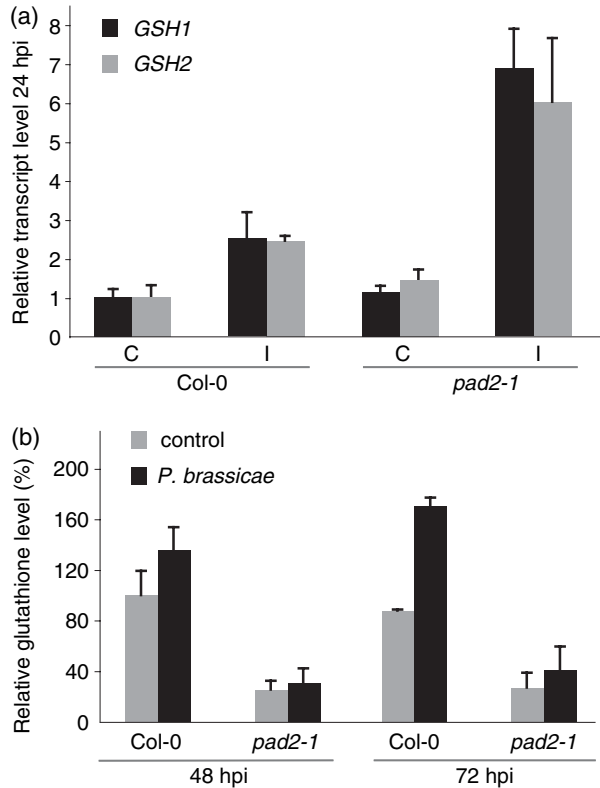 (a)
Relative transcript level 24 hpi
8
7
6
5
4
3
2
1
0
GSH1
GSH2
C I C I
Col-0 pad2-1
(b)
Relative glutathione level (%)
200
160
120
80
40
0
control
P. brassicae
Col-0 pad2-1 Col-0 pad2-1
48 hpi 72 hpi